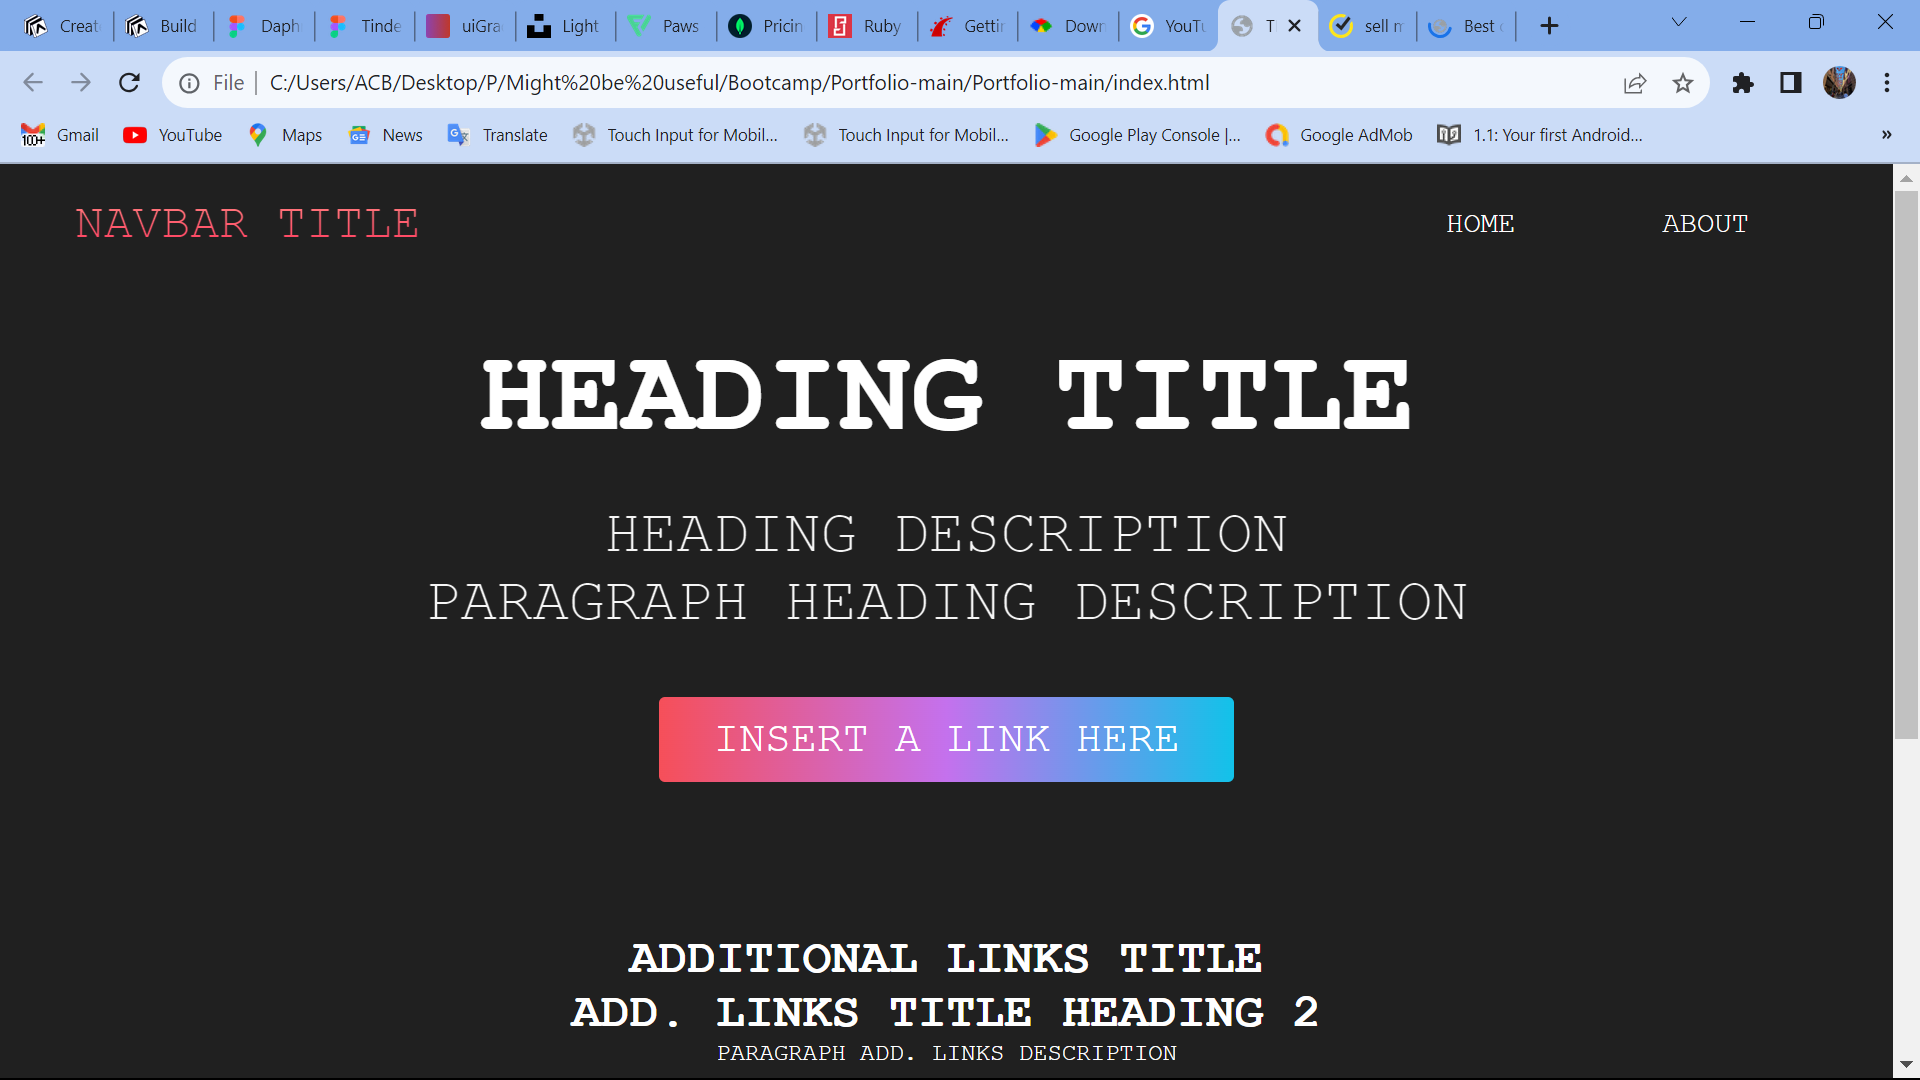 Creat Build Daph Tinde uiGra Light Paws Pricin Ruby Gettin Down YouTu sell m Best
File C:/Users/ACB/Desktop/P/Might%20be%20useful/Bootcamp/Portfolio-main/Portfolio-main/index.html
Gmail YouTube Maps News Translate Touch Input for Mobil... Touch Input for Mobil... Google Play Console |... Google AdMob 1.1: Your first Android... »
NAVBAR TITLE HOME ABOUT
HEADING TITLE
HEADING DESCRIPTION
PARAGRAPH HEADING DESCRIPTION
INSERT A LINK HERE
ADDITIONAL LINKS TITLE
ADD. LINKS TITLE HEADING 2
PARAGRAPH ADD. LINKS DESCRIPTION